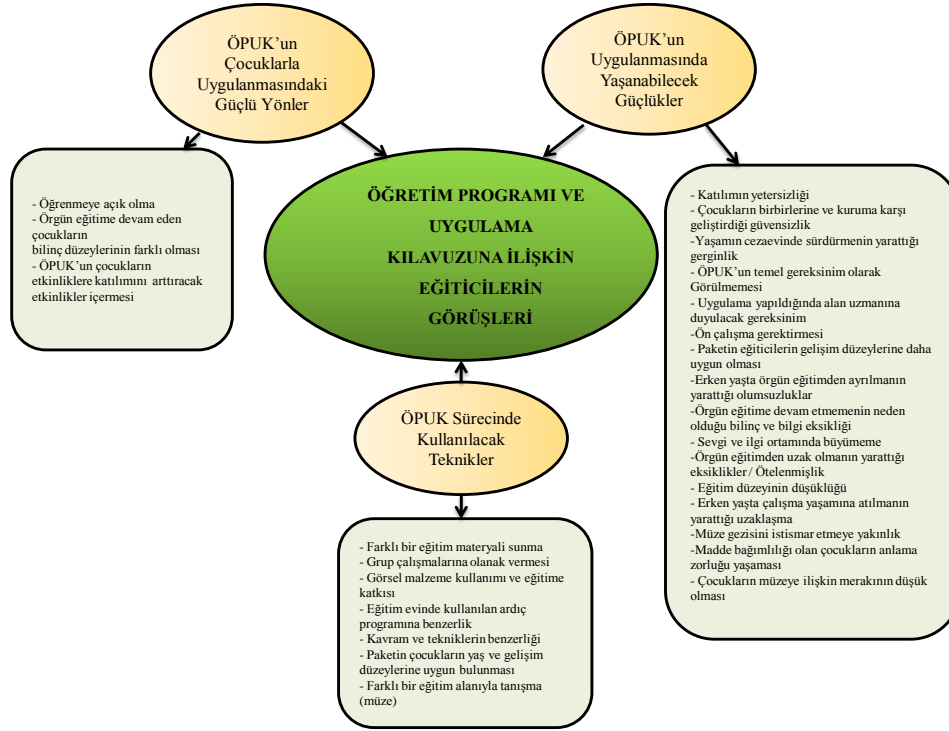 ÖPUK’un
Çocuklarla
Uygulanmasındaki
Güçlü Yönler
ÖPUK’un
Uygulanmasında
Yaşanabilecek
Güçlükler
- Öğrenmeye açık olma
- Örgün eğitime devam eden
çocukların
bilinç düzeylerinin farklı olması
- ÖPUK’un çocukların
etkinliklere katılımını arttıracak
etkinlikler içermesi
ÖĞRETİM PROGRAMI VE
UYGULAMA
KILAVUZUNA İLİŞKİN
EĞİTİCİLERİN
GÖRÜŞLERİ
- Katılımın yetersizliği
- Çocukların birbirlerine ve kuruma karşı
geliştirdiği güvensizlik
-Yaşamın cezaevinde sürdürmenin yarattığı
gerginlik
- ÖPUK’un temel gereksinim olarak
Görülmemesi
- Uygulama yapıldığında alan uzmanına
duyulacak gereksinim
-Ön çalışma gerektirmesi
- Paketin eğiticilerin gelişim düzeylerine daha
uygun olması
-Erken yaşta örgün eğitimden ayrılmanın
yarattığı olumsuzluklar
-Örgün eğitime devam etmemenin neden
olduğu bilinç ve bilgi eksikliği
- Sevgi ve ilgi ortamında büyümeme
-Örgün eğitimden uzak olmanın yarattığı
eksiklikler / Ötelenmişlik
- Eğitim düzeyinin düşüklüğü
- Erken yaşta çalışma yaşamına atılmanın
yarattığı uzaklaşma
- Müze gezisini istismar etmeye yakınlık
-Madde bağımlılığı olan çocukların anlama
zorluğu yaşaması
- Çocukların müzeye ilişkin merakının düşük
olması
ÖPUK Sürecinde
Kullanılacak
Teknikler
- Farklı bir eğitim materyali sunma
- Grup çalışmalarına olanak vermesi
- Görsel malzeme kullanımı ve eğitime
katkısı
- Eğitim evinde kullanılan ardıç
programına benzerlik
- Kavram ve tekniklerin benzerliği
- Paketin çocukların yaş ve gelişim
düzeylerine uygun bulunması
- Farklı bir eğitim alanıyla tanışma
(müze)